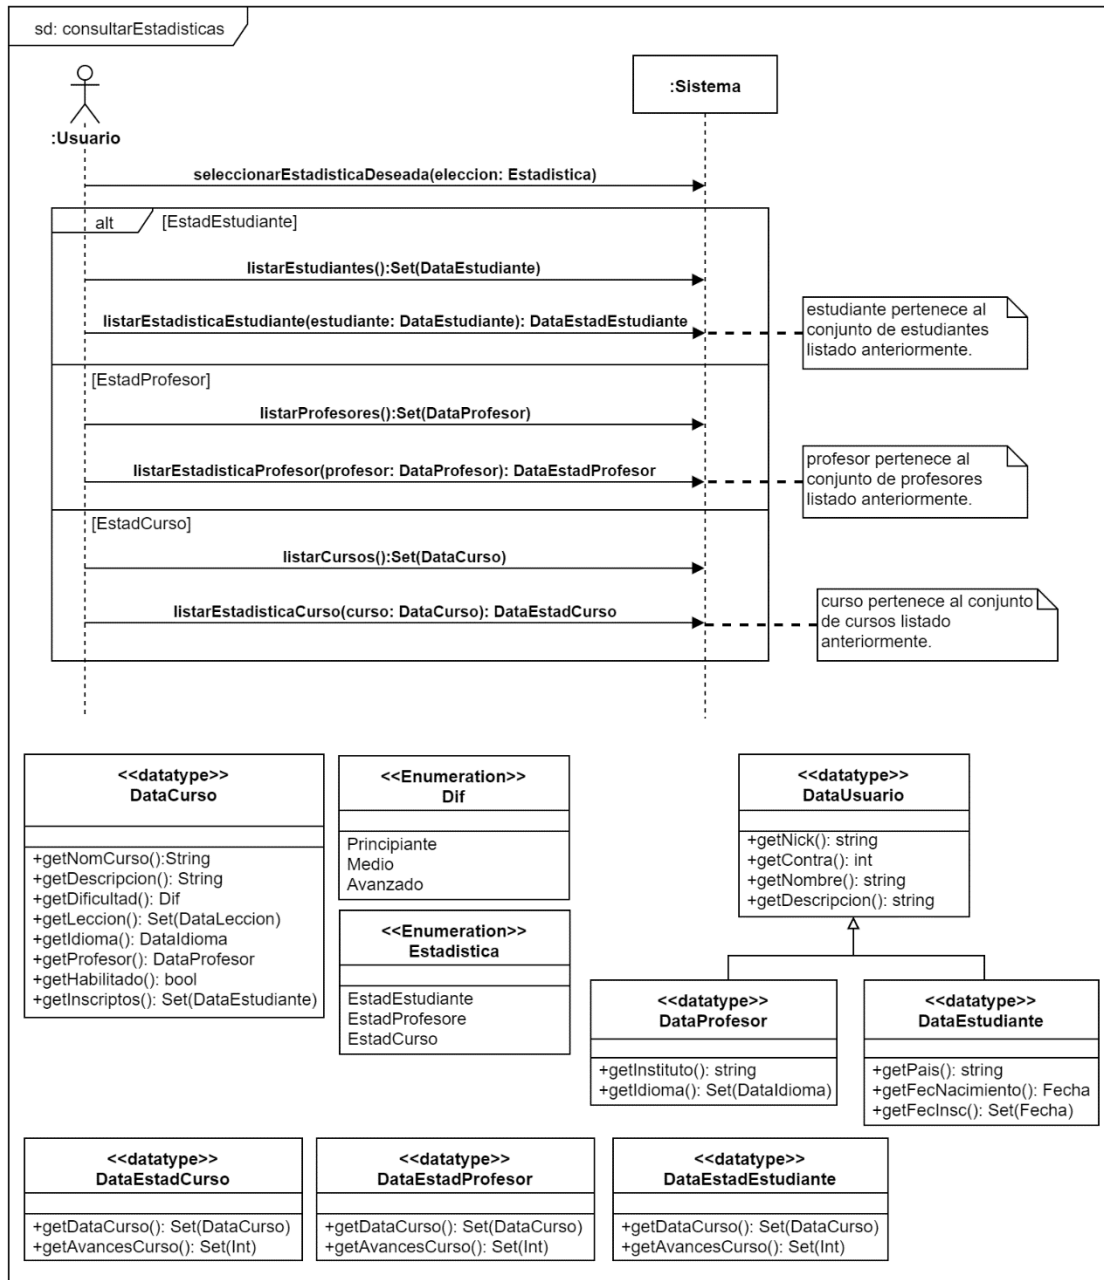 sd: consultarEstadisticas
:Usuario
:Sistema
seleccionarEstadisticaDeseada(eleccion: Estadistica)
alt
[EstadEstudiante]
listarEstudiantes():Set(DataEstudiante)
listarEstadisticaEstudiante(estudiante: DataEstudiante): DataEstadEstudiante
estudiante pertenece al
conjunto de estudiantes
listado anteriormente.
[EstadProfesor]
listarProfesores():Set(DataProfesor)
listarEstadisticaProfesor(profesor: DataProfesor): DataEstadProfesor
profesor pertenece al
conjunto de profesores
listado anteriormente.
[EstadCurso]
listarCursos():Set(DataCurso)
listarEstadisticaCurso(curso: DataCurso): DataEstadCurso
curso pertenece al conjunto
de cursos listado
anteriormente.
<<datatype>>
DataCurso
+getNomCurso():String
+getDescripcion(): String
+getDificultad(): Dif
+getLeccion(): Set(DataLeccion)
+getIdioma(): DataIdioma
+getProfesor(): DataProfesor
+getHabilitado(): bool
+getInscriptos(): Set(DataEstudiante)
<<Enumeration>>
Dif
Principiante
Medio
Avanzado
<<Enumeration>>
Estadistica
EstadEstudiante
EstadProfesore
EstadCurso
<<datatype>>
DataUsuario
+getNick(): string
+getContra(): int
+getNombre(): string
+getDescripcion(): string
<<datatype>>
DataProfesor
+getInstituto(): string
+getIdioma(): Set(DataIdioma)
<<datatype>>
DataEstudiante
+getPais(): string
+getFecNacimiento(): Fecha
+getFecInsc(): Set(Fecha)
<<datatype>>
DataEstadCurso
+getDataCurso(): Set(DataCurso)
+getAvancesCurso(): Set(Int)
<<datatype>>
DataEstadProfesor
+getDataCurso(): Set(DataCurso)
+getAvancesCurso(): Set(Int)
<<datatype>>
DataEstadEstudiante
+getDataCurso(): Set(DataCurso)
+getAvancesCurso(): Set(Int)